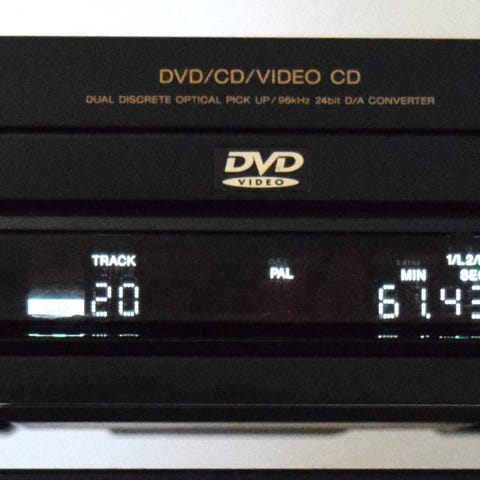 DVD/CD/VIDEO CD
DUAL DISCRETE OPTICAL PICK UP/96kHz 24bit D/A CONVERTER
DVD
VIDEO
TRACK
PAL
MIN
20
61.43